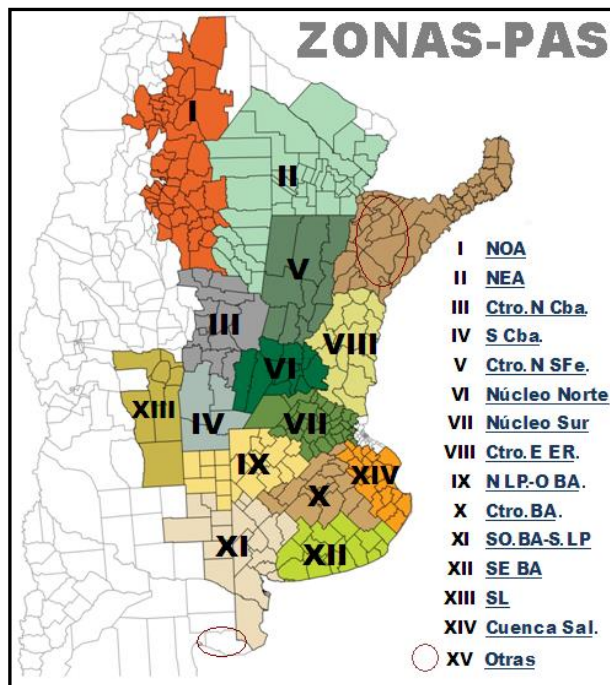 ZONAS-PAS
I
II
V
III
VIII
VI
XIII
IV
VII
IX
XIV
X
XI
XII
I NOA
II NEA
III Ctro.N Cba.
IV S Cba.
V Ctro.N SFe.
VI Núcleo Norte
VII Núcleo Sur
VIII Ctro.E ER.
IX N LP-O BA.
X Ctro.BA.
XI SO.BA-S.LP
XII SE BA
XIII SL
XIV Cuenca Sal.
XV Otras